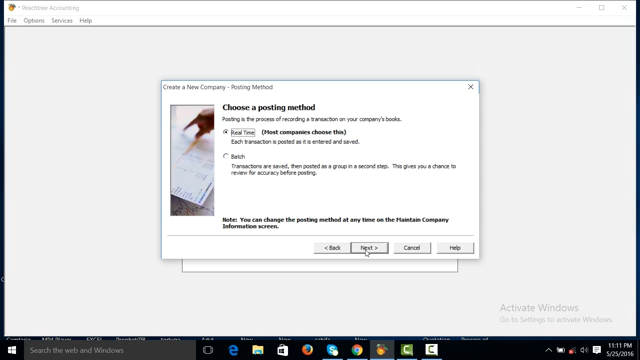 Peachtree Accounting
File Options Services Help
Create a New Company - Posting Method
Choose a posting method
Posting is the process of recording a transaction on your company's books.
Real Time (Most companies choose this)
Each transaction is posted as it is entered and saved.
Batch
Transactions are saved, then posted as a group in a second step. This gives you a chance to
review for accuracy before posting.
Note: You can change the posting method at any time on the Maintain Company
Information screen.
< Back Next > Cancel Help
Activate Windows
Go to Settings to activate Windows.
Search the web and Windows
11:11 PM
5/25/2016